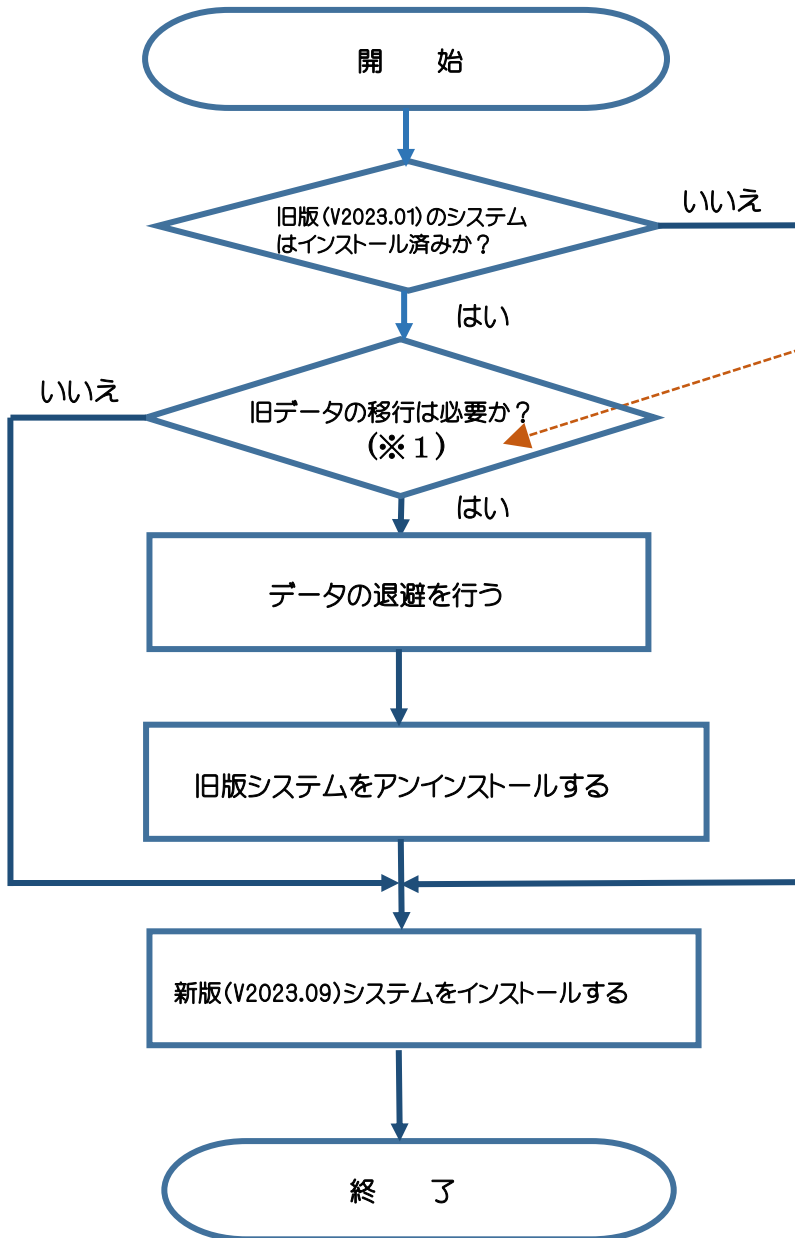 開　始
旧版(V2023.01)のシステム
はインストール済みか？
いいえ
はい
いいえ
旧データの移行は必要か？
(※１)
はい
データの退避を行う
旧版システムをアンインストールする
新版(V2023.09)システムをインストールする
終　了